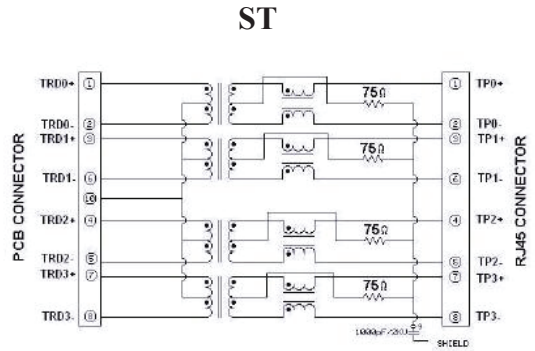 ST
TRD0+ 1 1 TP0+
75Ω
TRD0- 2 2 TP0-
TRD1+ 3 3 TP1+
75Ω
TRD1- 6 TP1-
10
TRD2+ 4 4 TP2+
75Ω
TRD2- 5 TP2-
TRD3+ 7 7 TP3+
75Ω
TRD3- 8 8 TP3-
1000pF/2KV
SHIELD
PCB CONNECTOR
RJ45 CONNECTOR